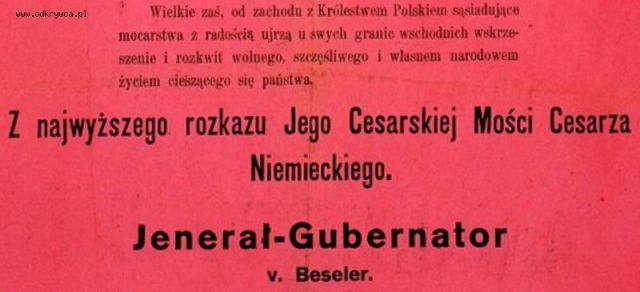 www.odkrywca.pl
Wielkie zaś, od zachodu z Królestwem Polskiem sąsiadujące
mocarstwa z radością ujrzą u swych granic wschodnich wskrze-
szenie i rozkwit wolnego, szczęśliwego i własnem narodowem
życiem cieszącego się państwa.
Z najwyższego rozkazu Jego Cesarskiej Mości Cesarza
Niemieckiego.
Jenerał-Gubernator
v. Beseler.